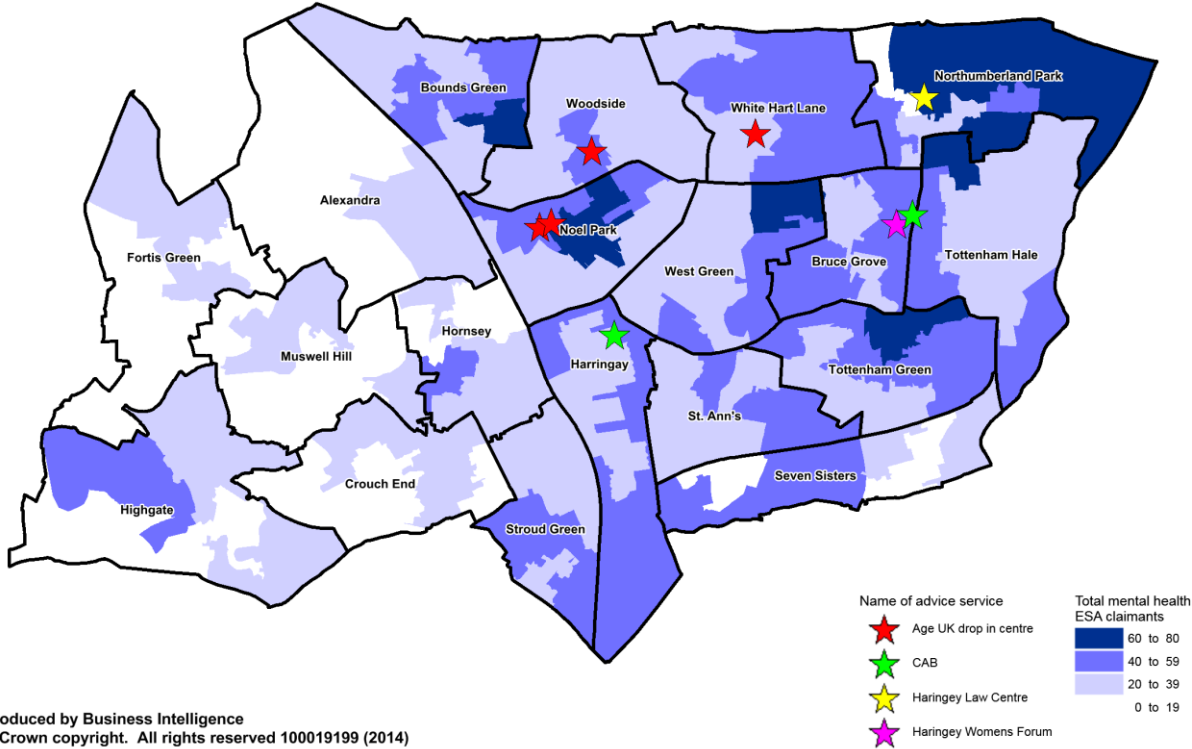 Northumberland Park
Bounds Green
Woodside
White Hart Lane
Alexandra
Noel Park
Fortis Green
Bruce Grove
Tottenham Hale
West Green
Hornsey
Muswell Hill
Harringay
Tottenham Green
St. Ann's
Seven Sisters
Crouch End
Highgate
Stroud Green
Name of advice service
Age UK drop in centre
CAB
Haringey Law Centre
Haringey Womens Forum
Total mental health
ESA claimants
60 to 80
40 to 59
20 to 39
0 to 19
oduced by Business Intelligence
Crown copyright. All rights reserved 100019199 (2014)